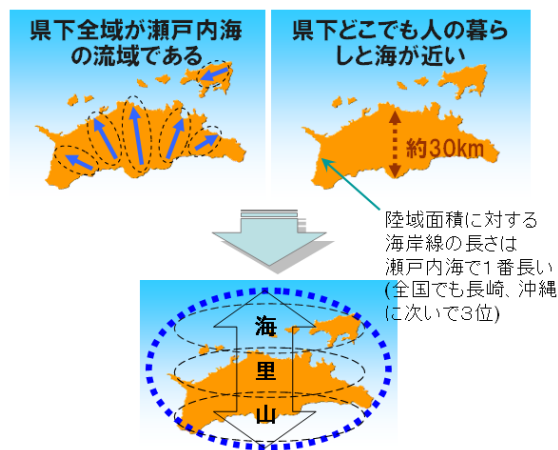 県下全域が瀬戸内海
の流域である
県下どこでも人の暮ら
しと海が近い
約30km
陸域面積に対する
海岸線の長さは
瀬戸内海で1番長い
(全国でも長崎、沖縄
に次いで3位)
海
里
山